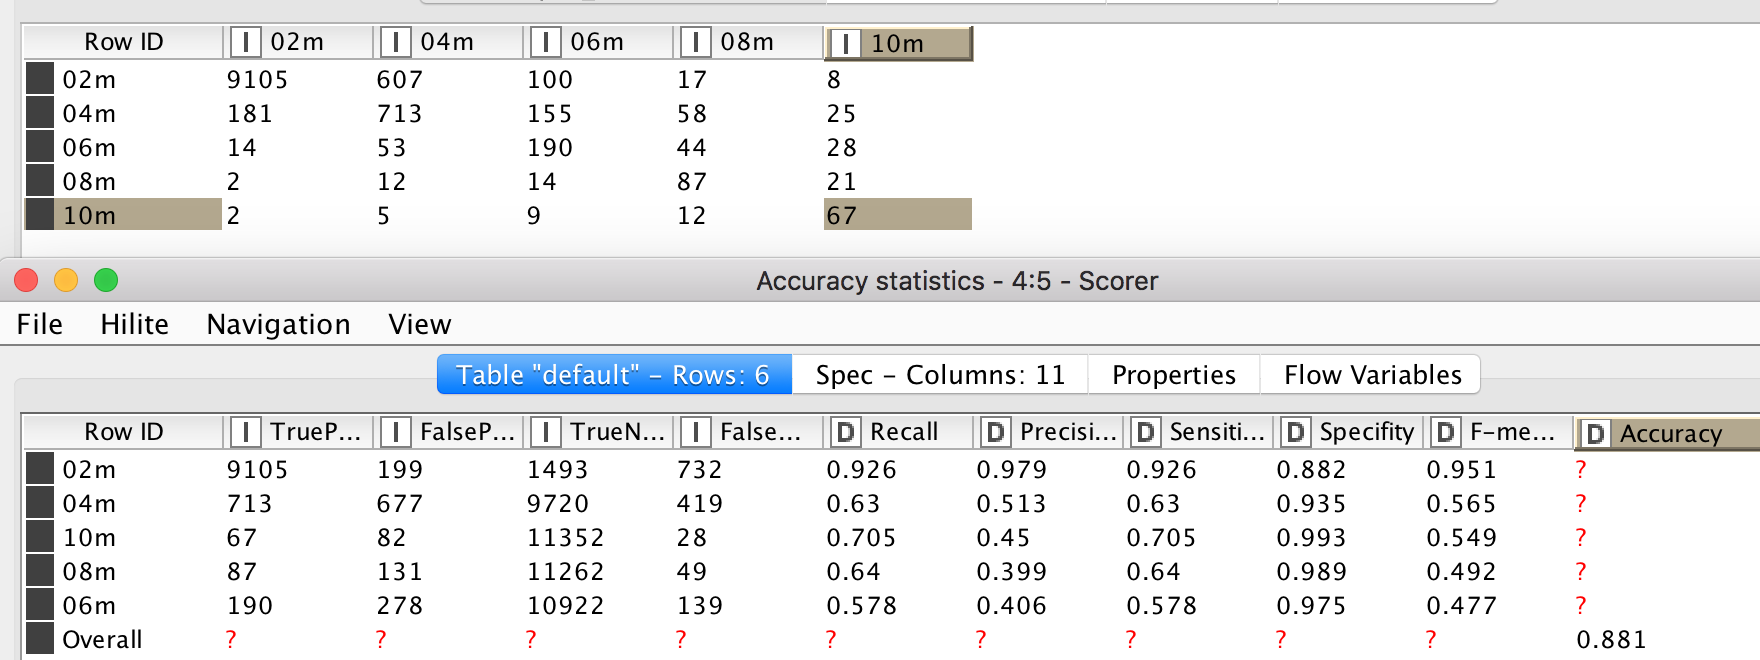 Row ID I 02m I 04m I 06m I 08m I 10m
02m 9105 607 100 17 8
04m 181 713 155 58 25
06m 14 53 190 44 28
08m 2 12 14 87 21
10m 2 5 9 12 67
Accuracy statistics - 4:5 - Scorer
File Hilite Navigation View
Table "default" - Rows: 6 Spec - Columns: 11 Properties Flow Variables
Row ID I TrueP... I FalseP... I TrueN... I False... D Recall D Precisi... D Sensiti... D Specifity D F-me... D Accuracy
02m 9105 199 1493 732 0.926 0.979 0.926 0.882 0.951 ?
04m 713 677 9720 419 0.63 0.513 0.63 0.935 0.565 ?
10m 67 82 11352 28 0.705 0.45 0.705 0.993 0.549 ?
08m 87 131 11262 49 0.64 0.399 0.64 0.989 0.492 ?
06m 190 278 10922 139 0.578 0.406 0.578 0.975 0.477 ?
Overall ? ? ? ? ? ? ? ? ? 0.881